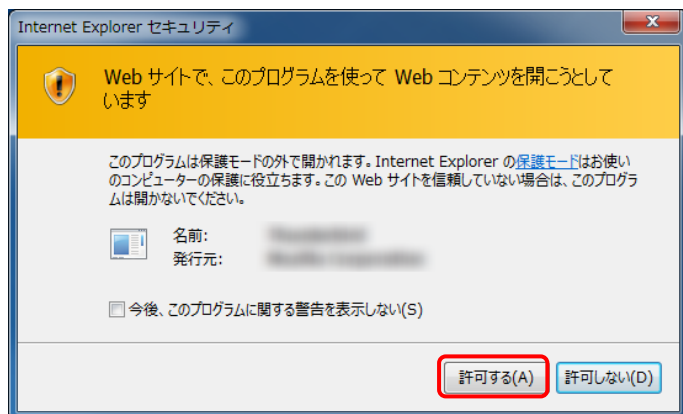 Internet Explorer セキュリティ
Web サイトで、このプログラムを使って Web コンテンツを開こうとして
います
このプログラムは保護モードの外で開かれます。Internet Explorer の保護モードはお使い
のコンピューターの保護に役立ちます。この Web サイトを信頼していない場合は、このプログラ
ムは開かないでください。
名前:
発行元:
今後、このプログラムに関する警告を表示しない(S)
許可する(A) 許可しない(D)